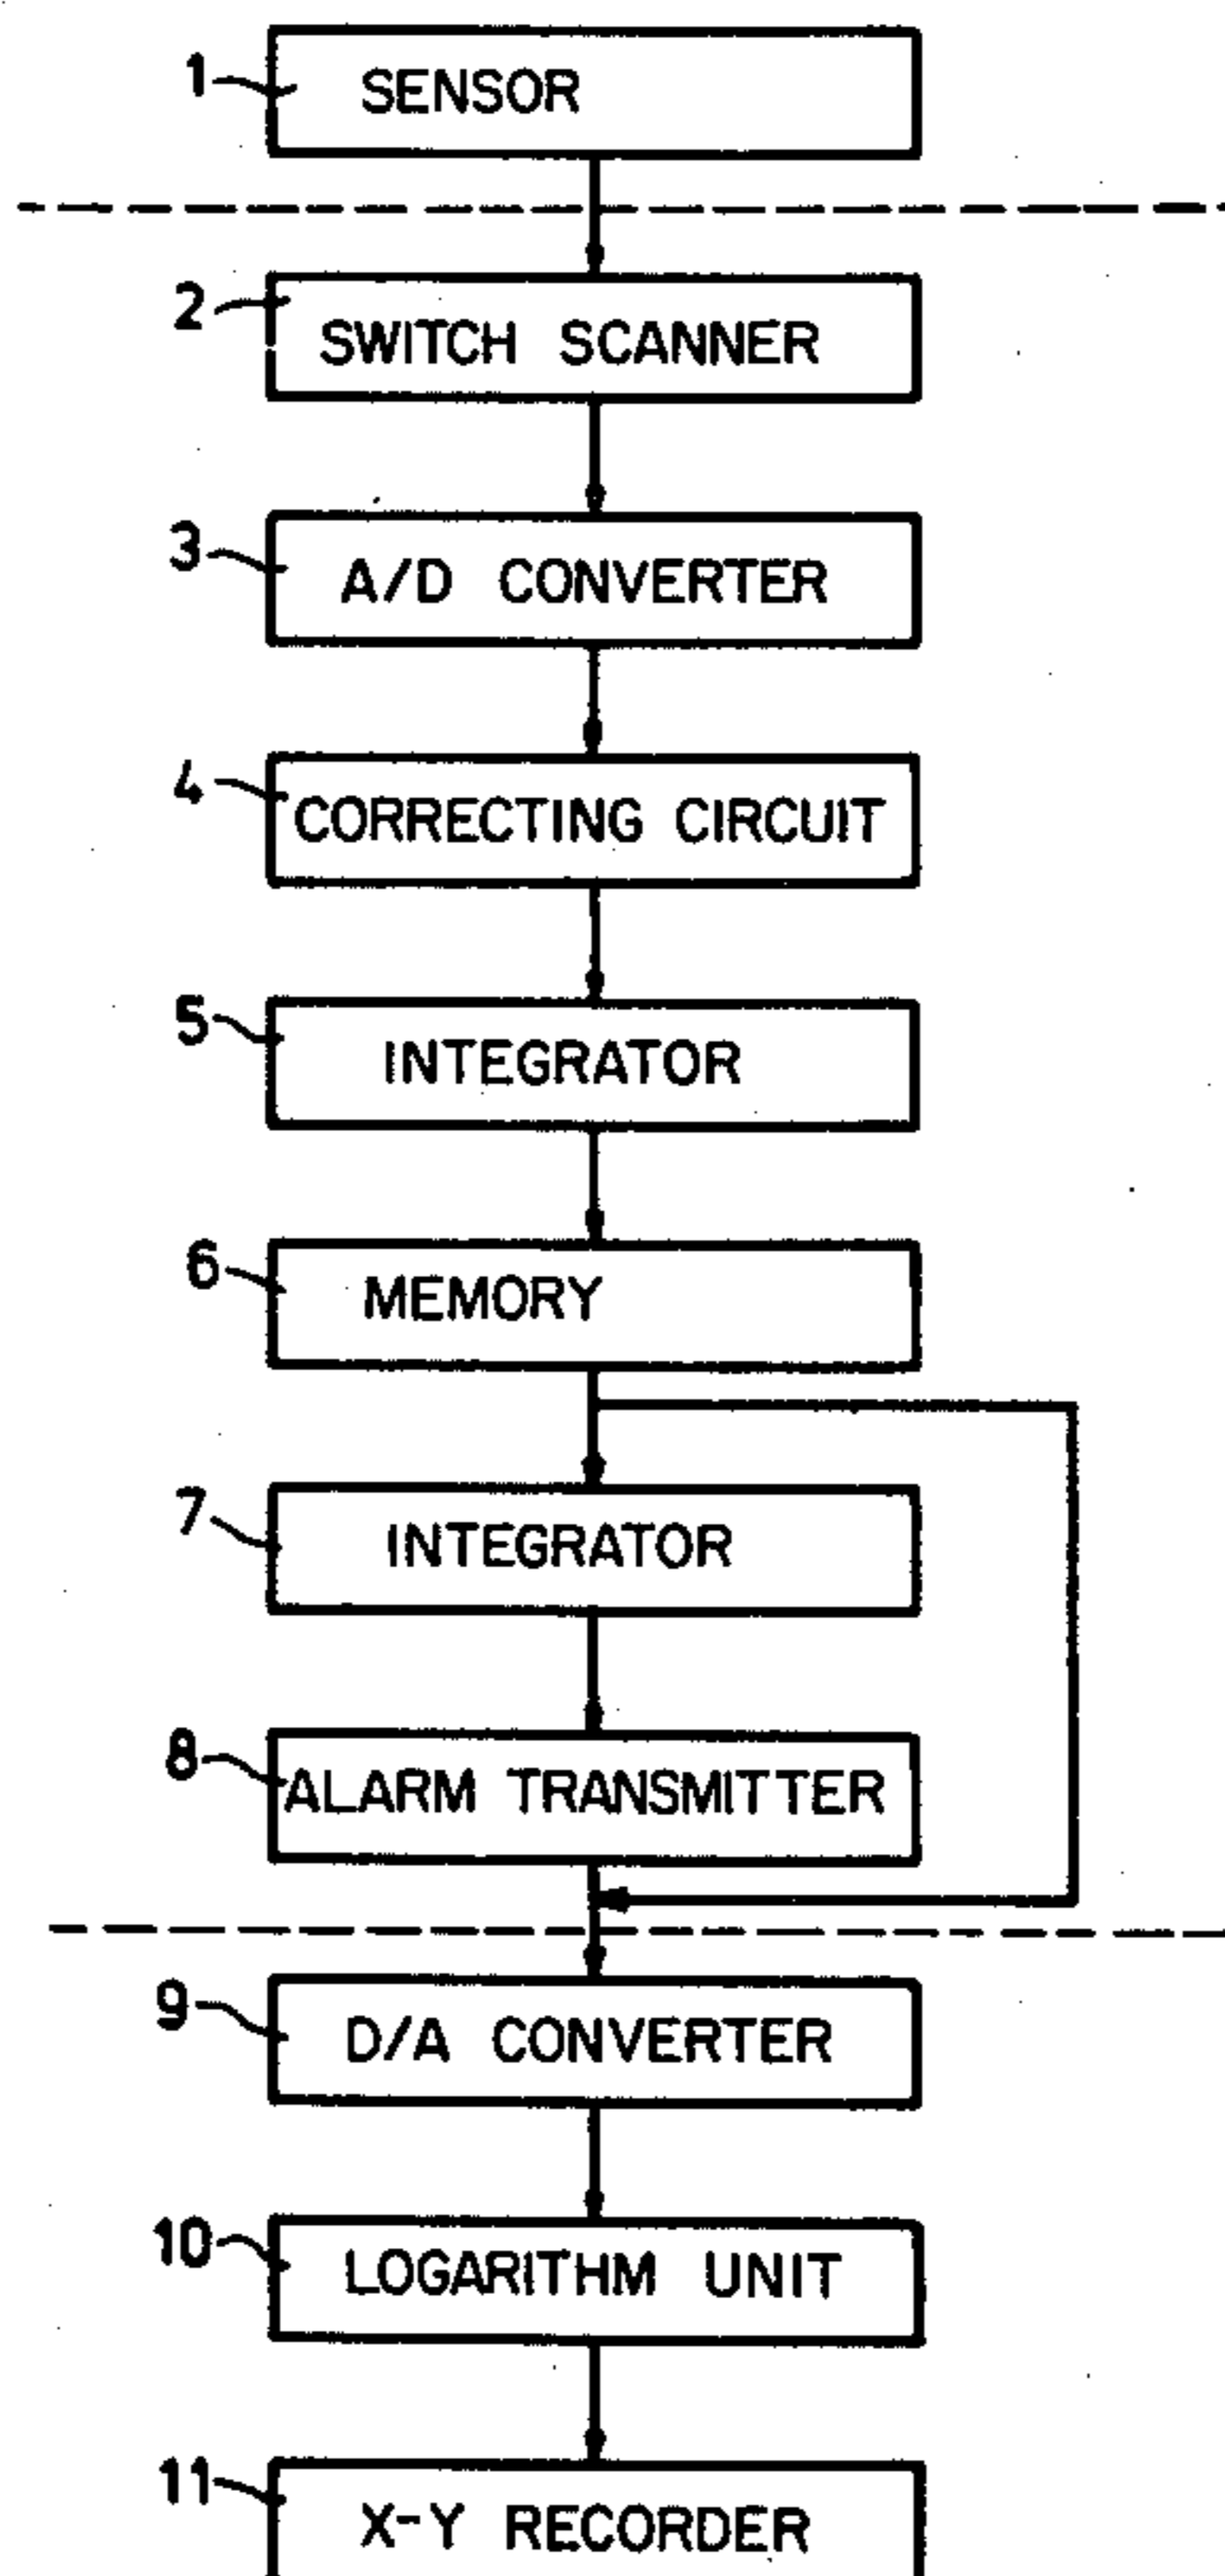 1 SENSOR
2 SWITCH SCANNER
3 A/D CONVERTER
4 CORRECTING CIRCUIT
5 INTEGRATOR
6 MEMORY
7 INTEGRATOR
8 ALARM TRANSMITTER
9 D/A CONVERTER
10 LOGARITHM UNIT
11 X-Y RECORDER